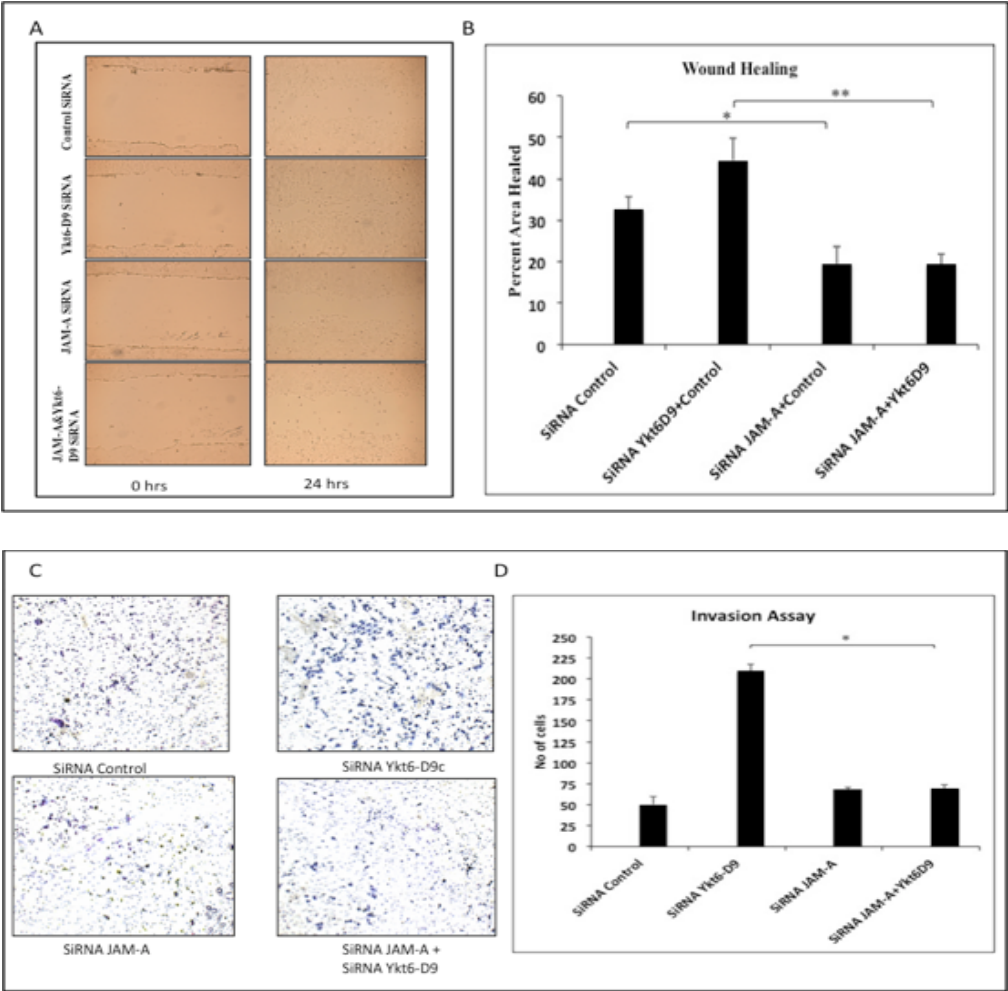 A
Control SiRNA
Ykt6-D9 SiRNA
JAM-A SiRNA
JAM-A&Ykt6-
D9 SiRNA
0 hrs
24 hrs
B
Wound Healing
Percent Area Healed
60
50
40
30
20
10
0
*
**
SiRNA Control
SiRNA Ykt6D9+Control
SiRNA JAM-A+Control
SiRNA JAM-A+Ykt6D9
C
SiRNA Control
SiRNA Ykt6-D9c
SiRNA JAM-A
SiRNA JAM-A +
SiRNA Ykt6-D9
D
Invasion Assay
No of cells
250
225
200
175
150
125
100
75
50
25
0
*
SiRNA Control
SiRNA Ykt6-D9
SiRNA JAM-A
SiRNA JAM-A+Ykt6D9